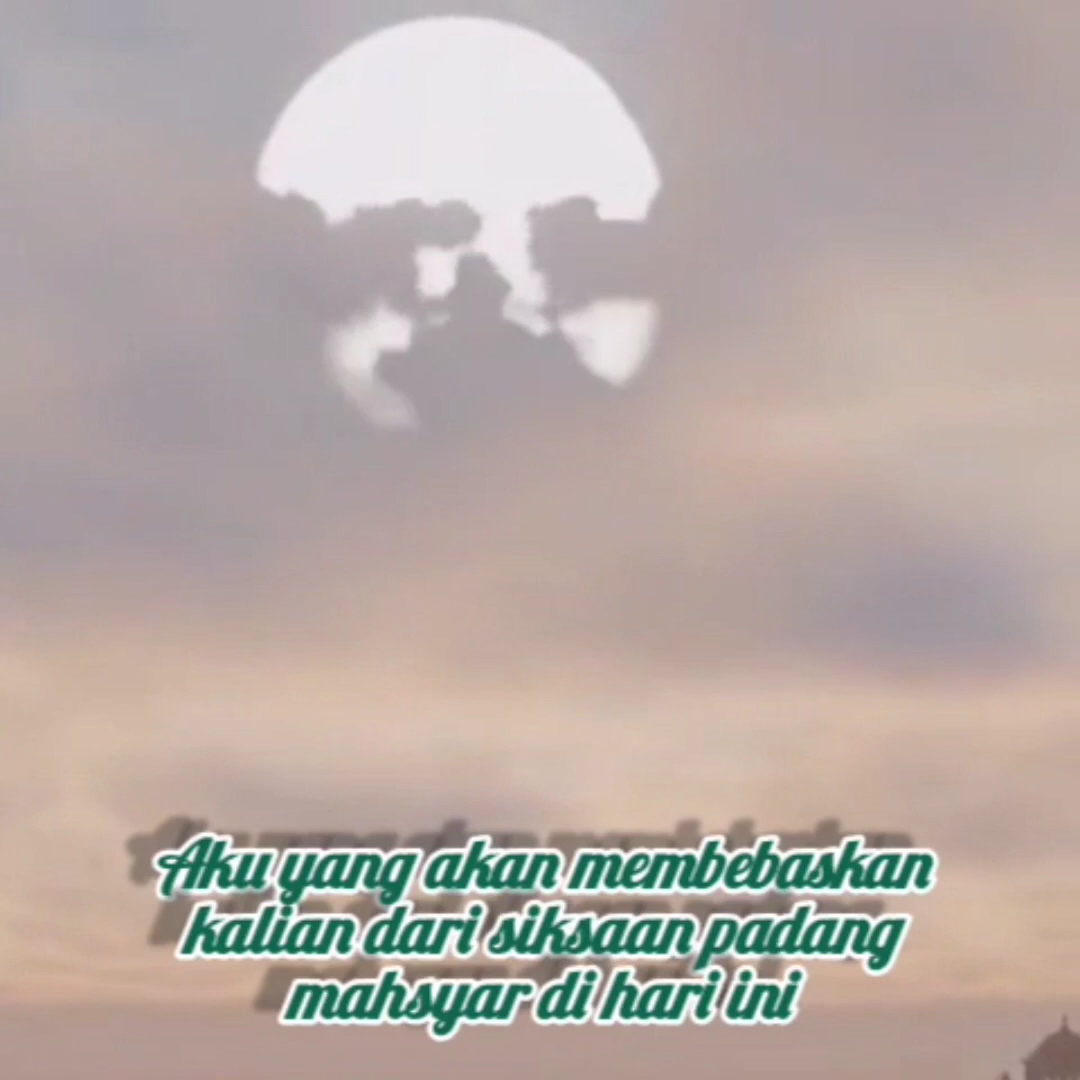 Aku yang akan membebaskan
kalian dari siksaan padang
mahsyar di hari ini